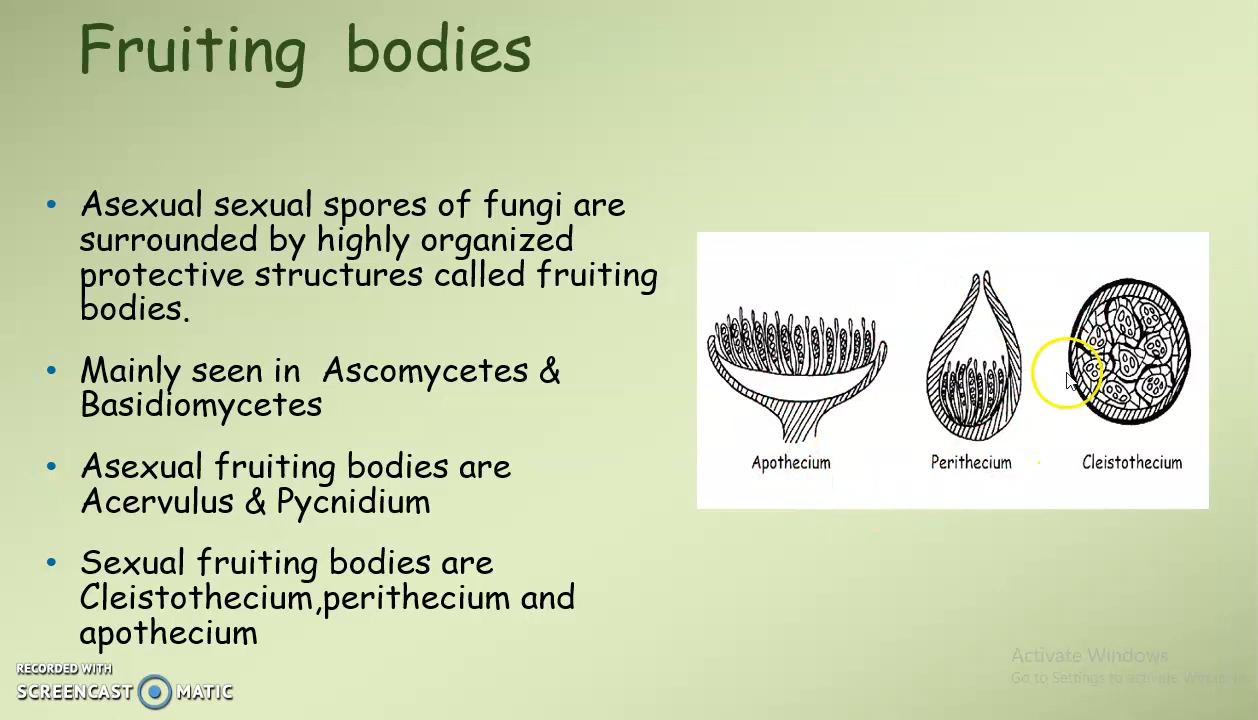 Fruiting bodies
• Asexual sexual spores of fungi are
surrounded by highly organized
protective structures called fruiting
bodies.
• Mainly seen in Ascomycetes &
Basidiomycetes
• Asexual fruiting bodies are
Acervulus & Pycnidium
• Sexual fruiting bodies are
Cleistothecium,perithecium and
apothecium
Apothecium
Perithecium
Cleistothecium
RECORDED WITH
SCREENCAST MATIC
Activate Windows
Go to Settings to activate Windows.